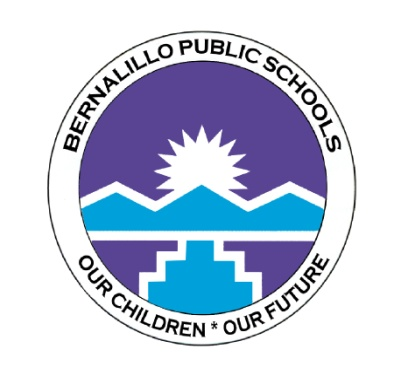 BERNALILLO PUBLIC SCHOOLS
OUR CHILDREN * OUR FUTURE